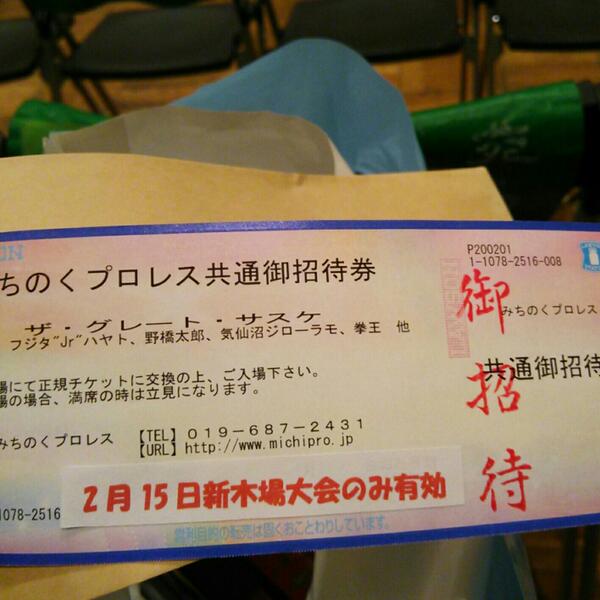 ON
P200201
1-1078-2516-008
ちのくプロレス共通御招待券
ザ・グレート・サスケ
フジタ"Jr"ハヤト、野橋太郎、気仙沼ジローラモ、拳王 他
場にて正規チケットに交換の上、ご入場下さい。
場の場合、満席の時は立見になります。
みちのくプロレス 【TEL】019-687-2431
【URL】http://www.michipro.jp
2月15日新木場大会のみ有効
1078-2516
営利目的の転売は固くおことわりしています。
御招待
みちのくプロレス
共通御招待